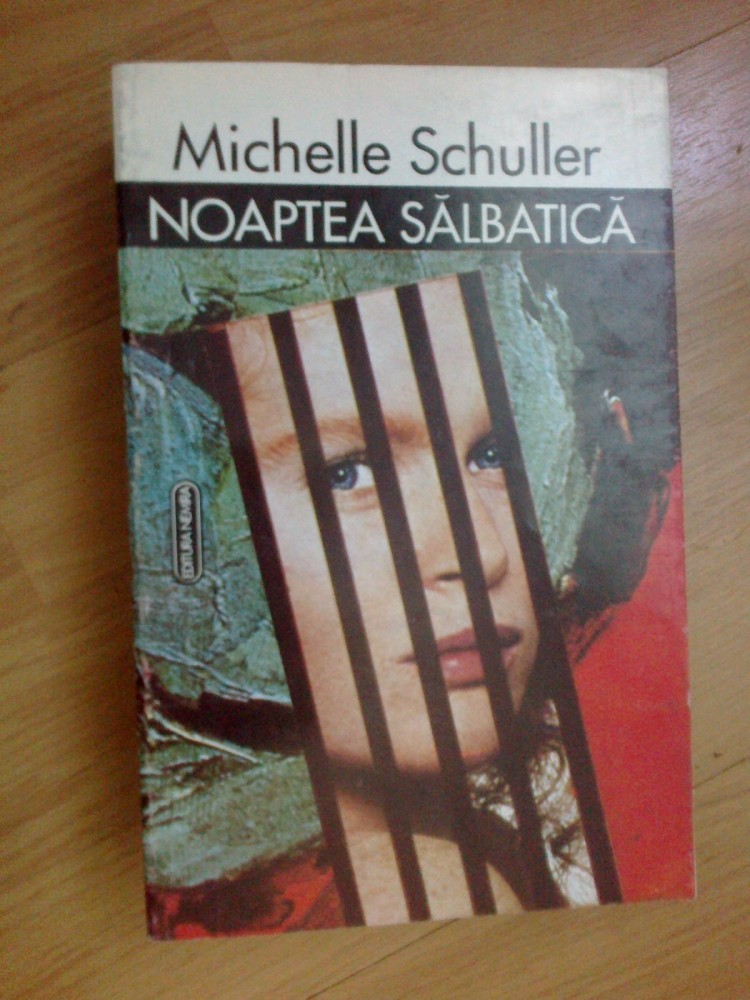 Michelle Schuller
NOAPTEA SĂLBATICĂ
EDITURA NEMIRA